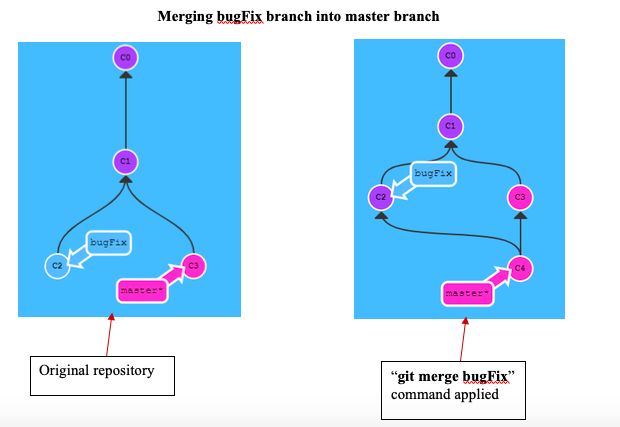 Merging bugFix branch into master branch
C0
C1
bugFix
C2
C3
master*
Original repository
C0
C1
bugFix
C2
C3
C4
master*
“git merge bugFix”
command applied